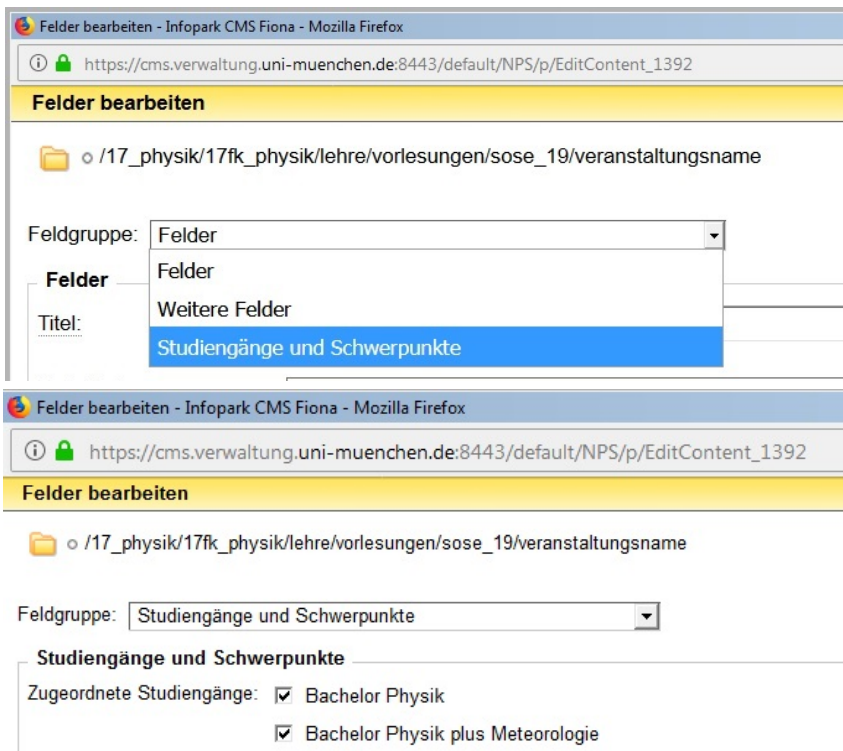 Felder bearbeiten - Infopark CMS Fiona - Mozilla Firefox
https://cms.verwaltung.uni-muenchen.de:8443/default/NPS/p/EditContent_1392
Felder bearbeiten
/17_physik/17fk_physik/lehre/vorlesungen/sose_19/veranstaltungsname
Feldgruppe: Felder
Felder
Felder
Weitere Felder
Titel:
Studiengänge und Schwerpunkte
Felder bearbeiten - Infopark CMS Fiona - Mozilla Firefox
https://cms.verwaltung.uni-muenchen.de:8443/default/NPS/p/EditContent_1392
Felder bearbeiten
/17_physik/17fk_physik/lehre/vorlesungen/sose_19/veranstaltungsname
Feldgruppe: Studiengänge und Schwerpunkte
Studiengänge und Schwerpunkte
Zugeordnete Studiengänge: Bachelor Physik
Bachelor Physik plus Meteorologie